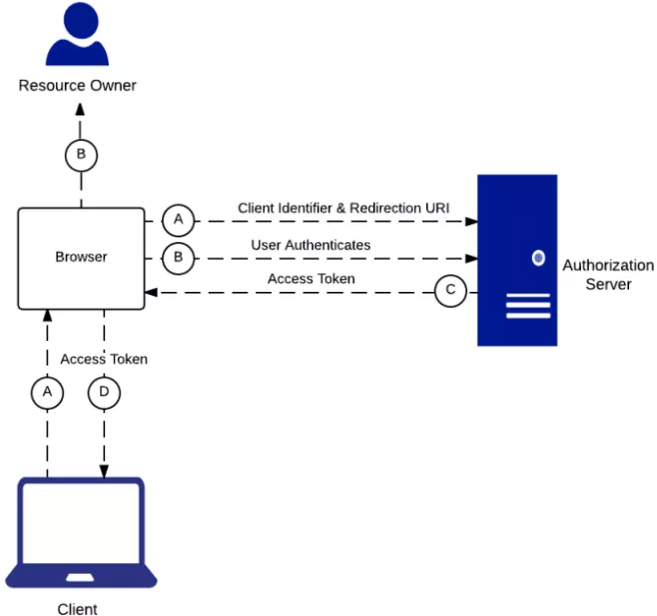 Resource Owner
B
A
Client Identifier & Redirection URI
Browser
B
User Authenticates
Access Token
C
Authorization
Server
Access Token
A
D
Client